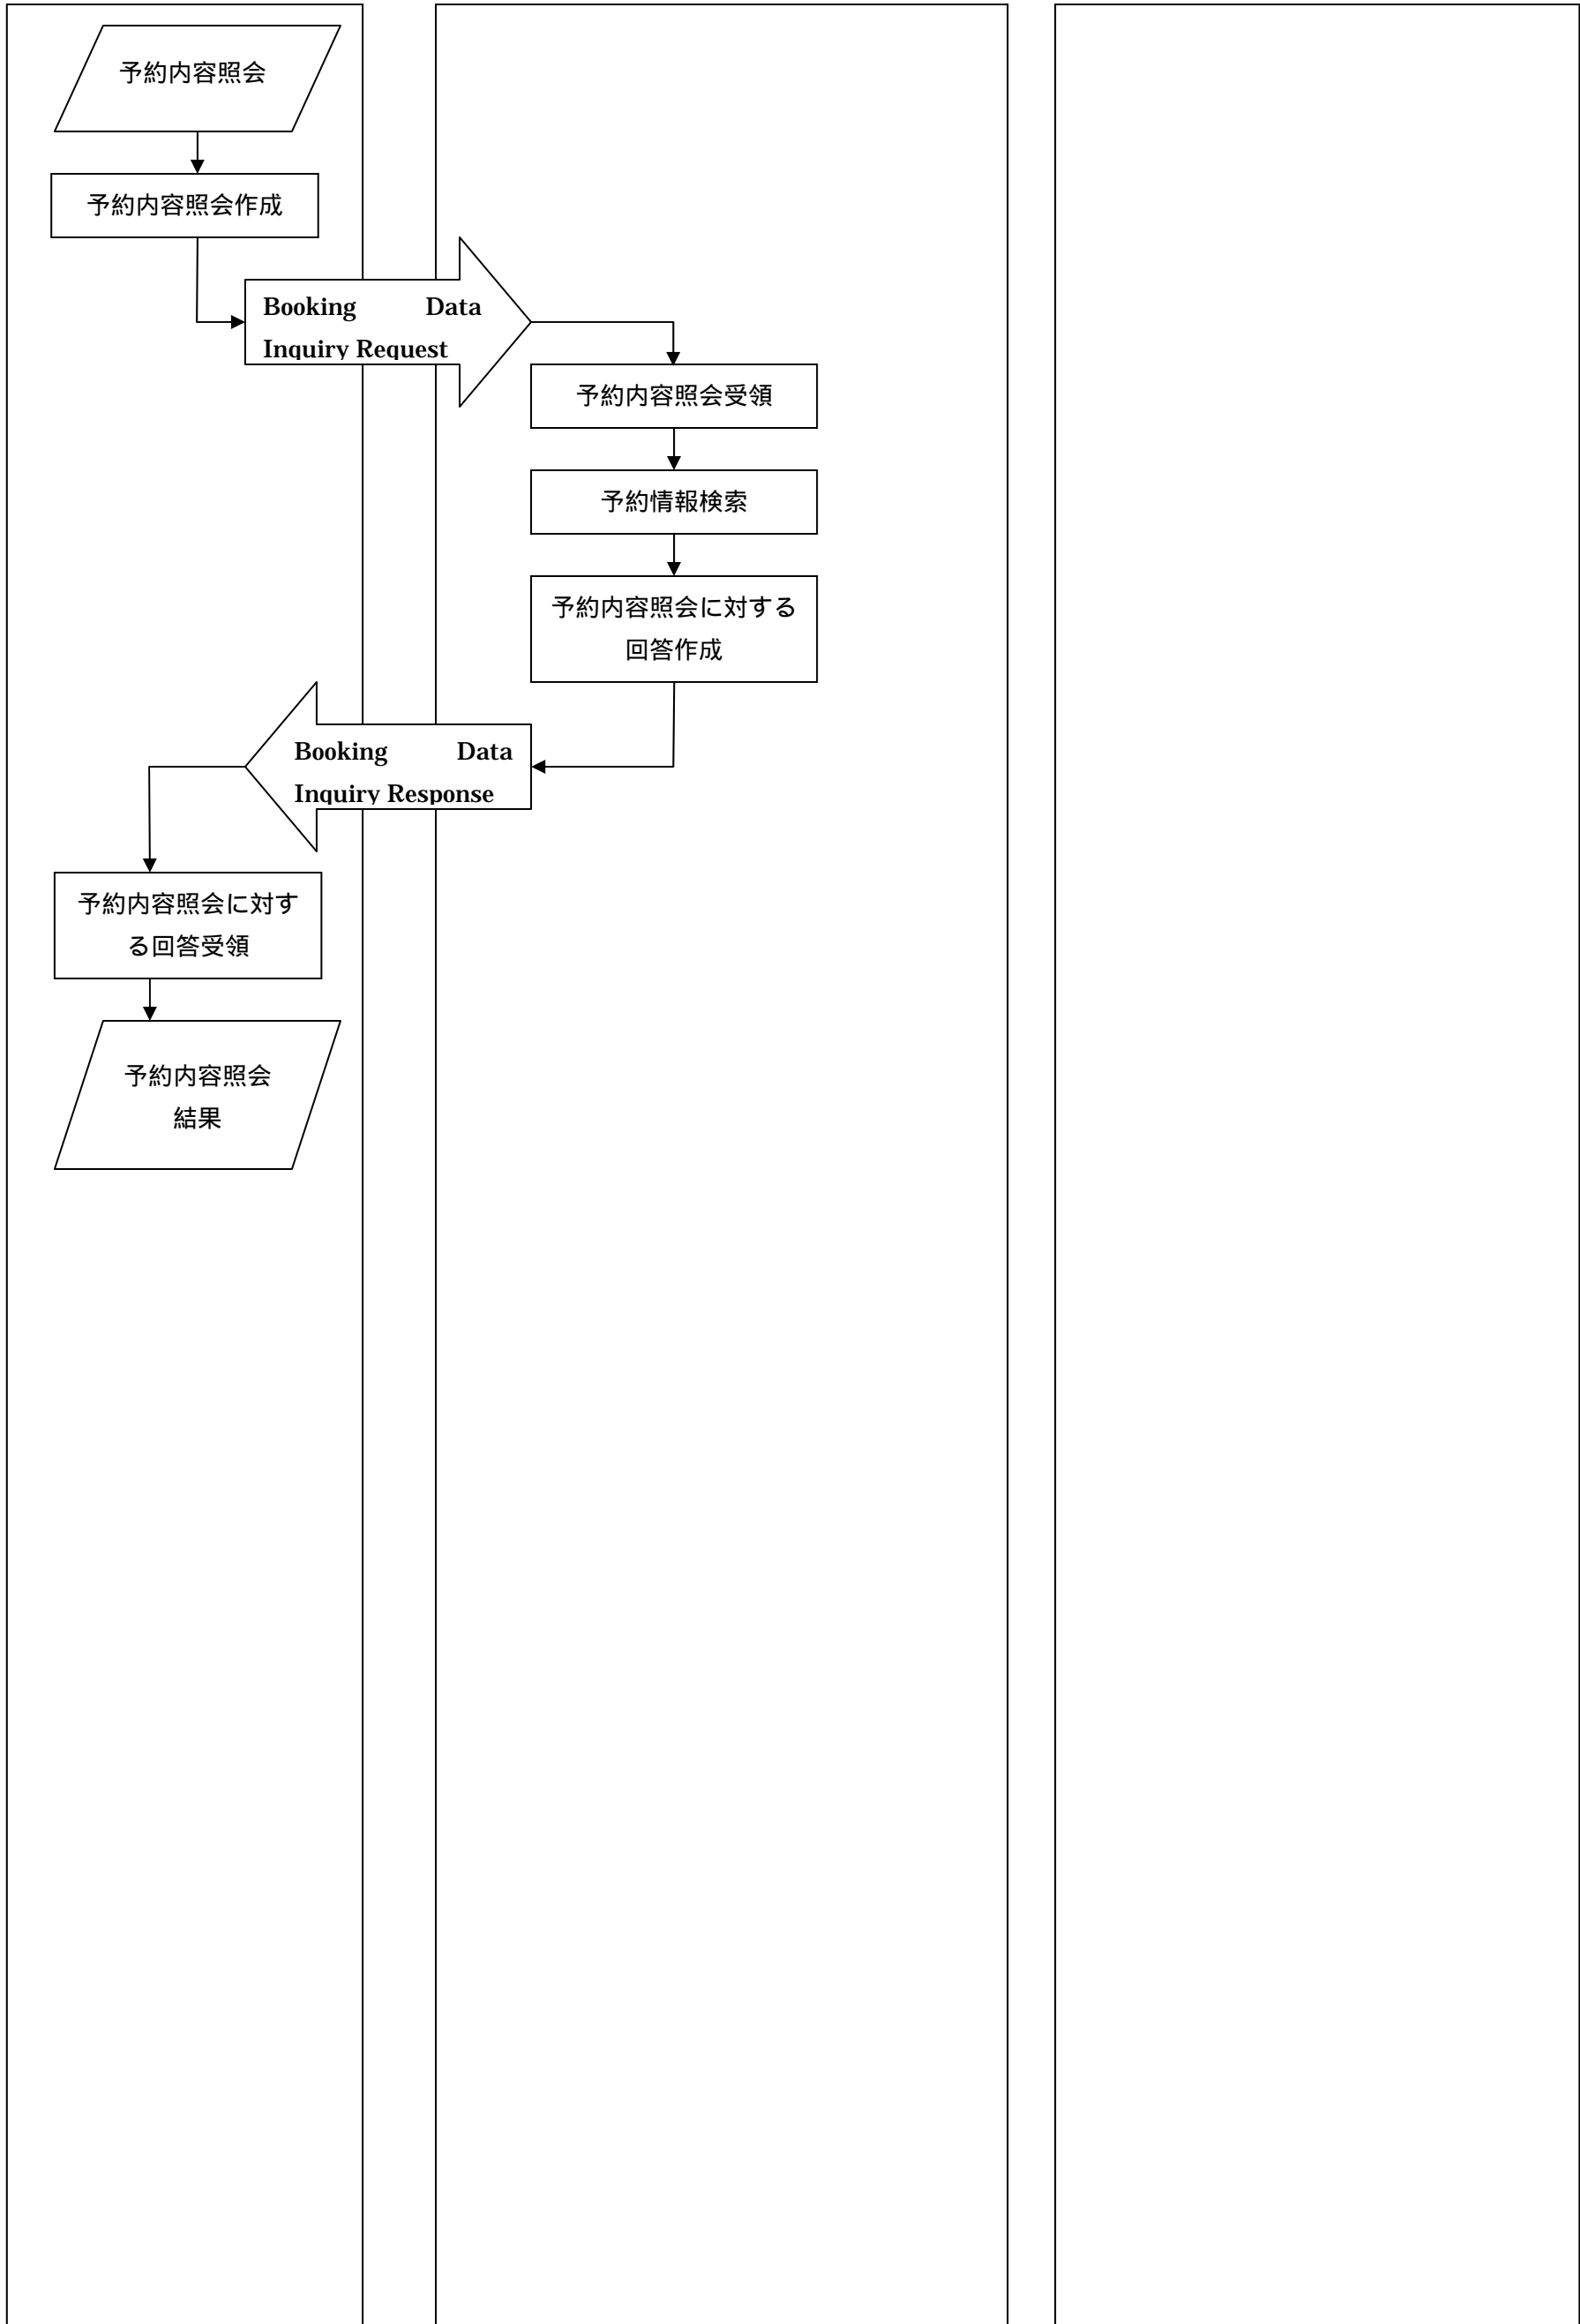 予約内容照会
予約内容照会作成
Booking Data
Inquiry Request
予約内容照会受領
予約情報検索
予約内容照会に対する
回答作成
Booking Data
Inquiry Response
予約内容照会に対す
る回答受領
予約内容照会
結果